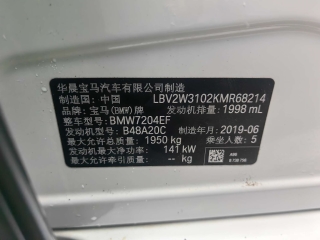 华晨宝马汽车有限公司制造
制造国：中国 LBV2W3102KMR68214
品牌：宝马(BMW)牌 发动机排量：1998 mL
整车型号：BMW7204EF
发动机型号：B48A20C 制造年月：2019-06
最大允许总质量：1950 kg 乘坐人数：5
发动机最大净功率：141 kW
最大允许牵引质量：-- kg